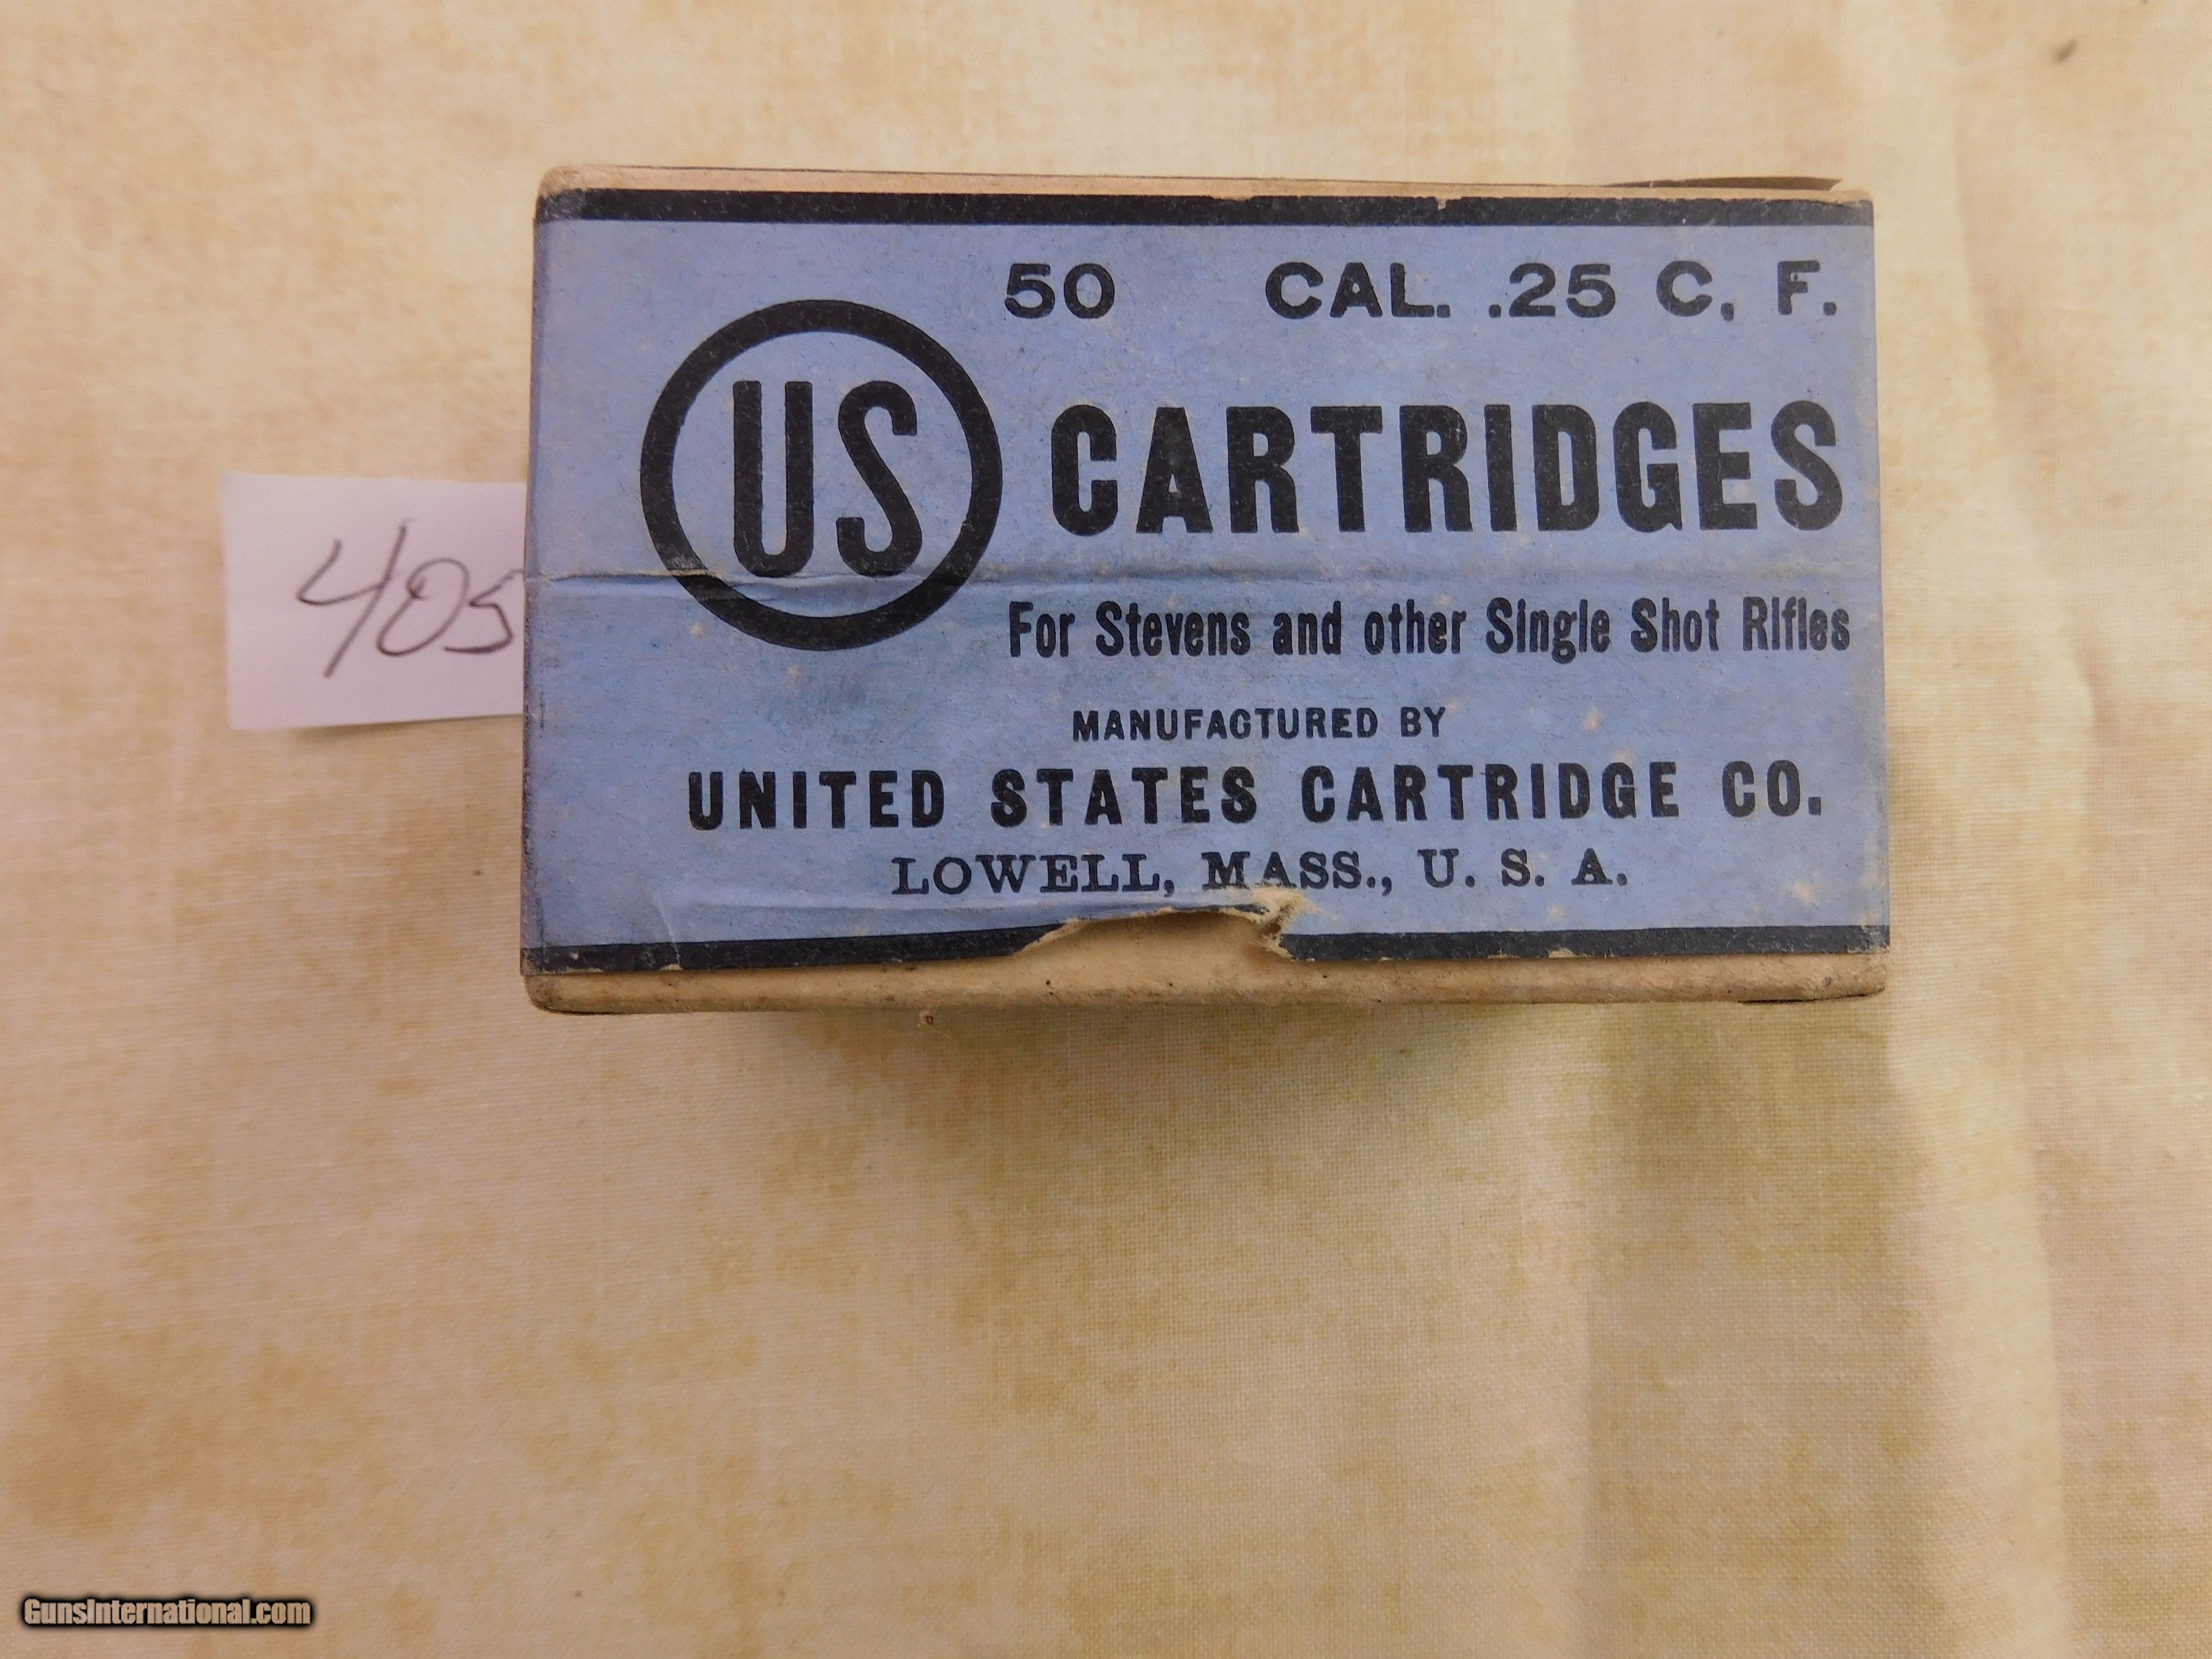 50 CAL. .25 C. F.
US CARTRIDGES
For Stevens and other Single Shot Rifles
MANUFACTURED BY
UNITED STATES CARTRIDGE CO.
LOWELL, MASS., U. S. A.
405
GunsInternational.com